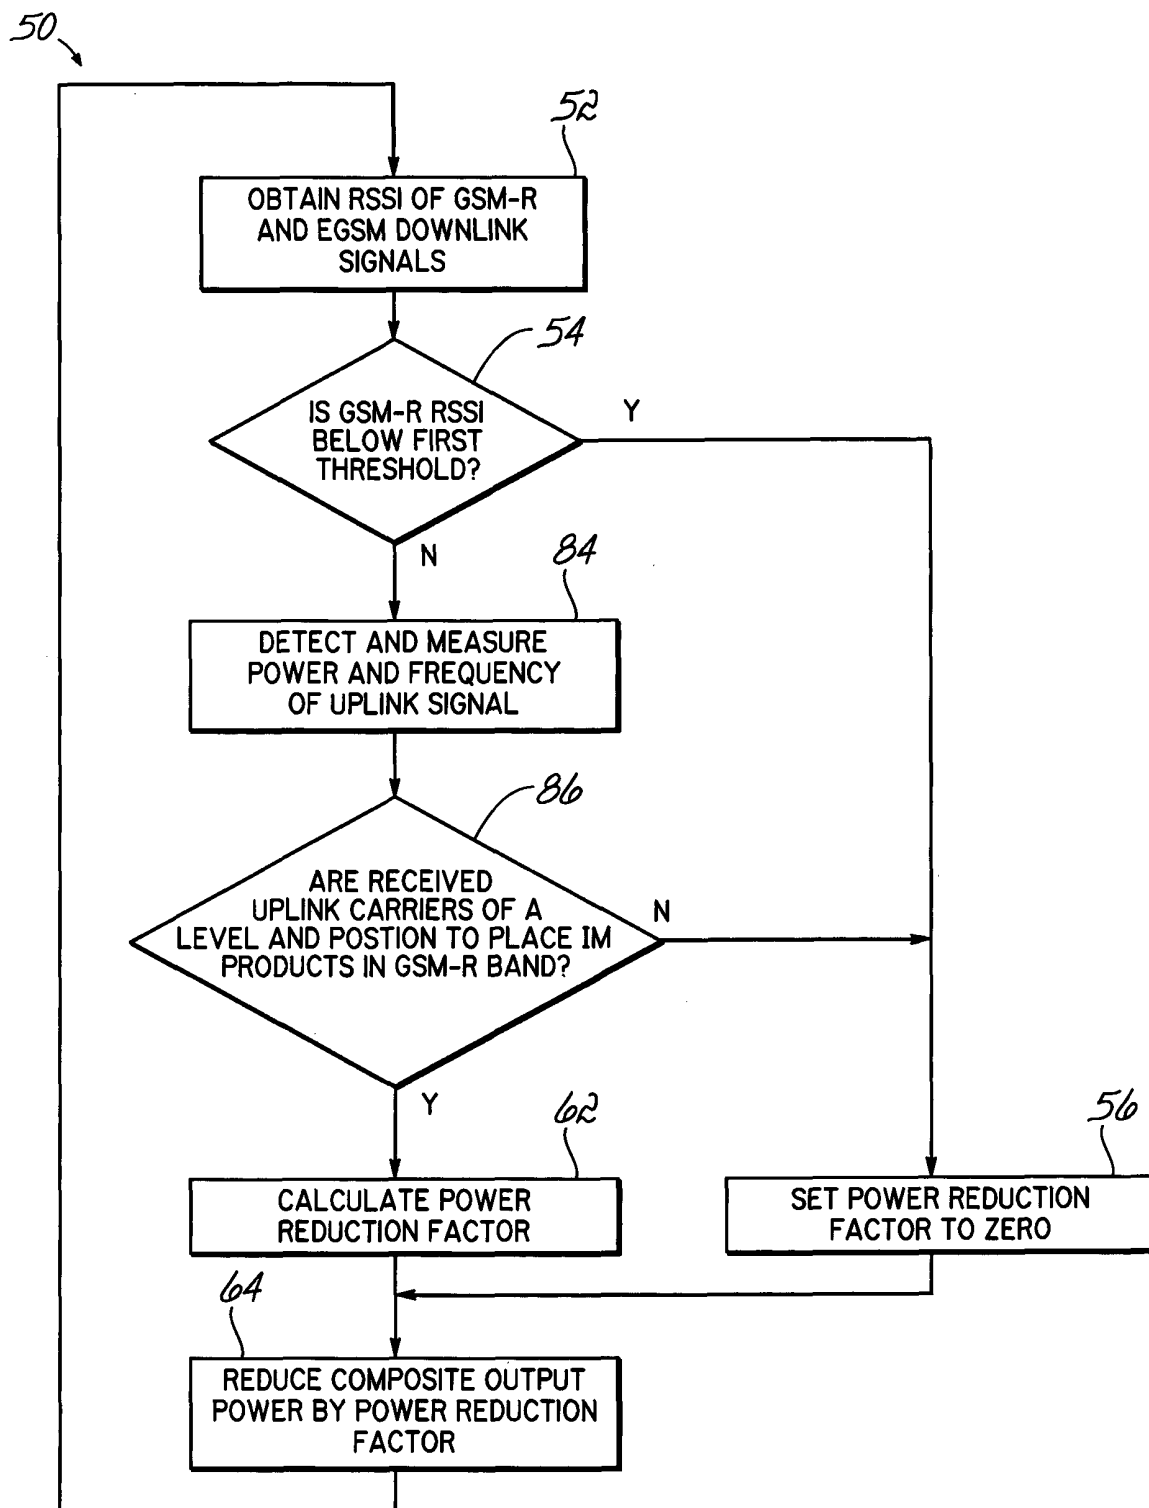 50
52
OBTAIN RSSI OF GSM-R
AND EGSM DOWNLINK
SIGNALS
54
IS GSM-R RSSI
BELOW FIRST
THRESHOLD?
Y
N
84
DETECT AND MEASURE
POWER AND FREQUENCY
OF UPLINK SIGNAL
86
ARE RECEIVED
UPLINK CARRIERS OF A
LEVEL AND POSTION TO PLACE IM
PRODUCTS IN GSM-R BAND?
N
Y
62
CALCULATE POWER
REDUCTION FACTOR
56
SET POWER REDUCTION
FACTOR TO ZERO
64
REDUCE COMPOSITE OUTPUT
POWER BY POWER REDUCTION
FACTOR